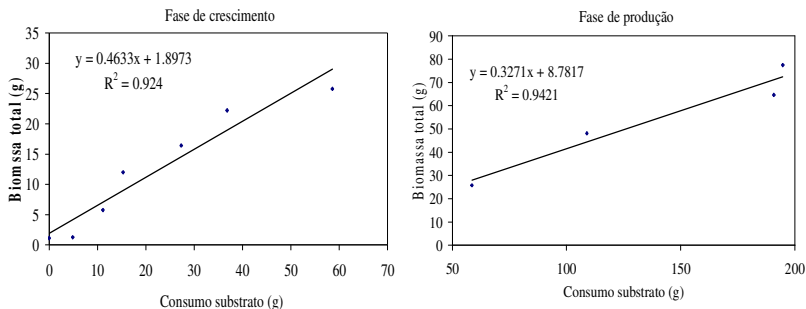 Fase de crescimento
35
30
25
20
15
10
5
0
y = 0.4633x + 1.8973
R² = 0.924
Biomassa total (g)
0 10 20 30 40 50 60 70
Consumo substrato (g)
Fase de produção
90
80
70
60
50
40
30
20
10
0
y = 0.3271x + 8.7817
R² = 0.9421
Biomassa total (g)
50 100 150 200
Consumo substrato (g)